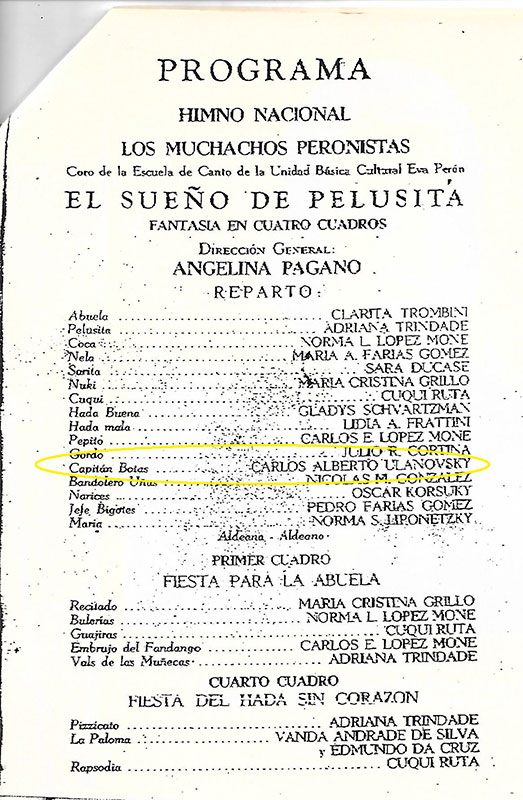 PROGRAMA
HIMNO NACIONAL
LOS MUCHACHOS PERONISTAS
Coro de la Escuela de Canto de la Unidad Básica Cultural Eva Perón
EL SUEÑO DE PELUSITA
FANTASIA EN CUATRO CUADROS
DIRECCIÓN GENERAL:
ANGELINA PAGANO
REPARTO:
Abuela CLARITA TROMBINI
Pelusita ADRIANA TRINDADE
Coca NORMA L. LOPEZ MONE
Nela MARIA A. FARIAS GOMEZ
Sarita SARA DUCASE
Nuki MARIA CRISTINA GRILLO
Cuqui CUQUI RUTA
Hada Buena GLADYS SCHVARTZMAN
Hada mala LIDIA A. FRATTINI
Pepito CARLOS E. LOPEZ MONE
Gordo JULIO R. CORTINA
Capitán Botas CARLOS ALBERTO ULANOVSKY
Bandolero Uñas NICOLAS M. GONZALEZ
Narices OSCAR KORSUKY
Jefe Bigotes PEDRO FARIAS GOMEZ
María NORMA S. LIPONETZKY
Aldeana - Aldeano
PRIMER CUADRO
FIESTA PARA LA ABUELA
Recitado MARIA CRISTINA GRILLO
Bulerías NORMA L. LOPEZ MONE
Guajiras CUQUI RUTA
Embrujo del Fandango CARLOS E. LOPEZ MONE
Vals de las Muñecas ADRIANA TRINDADE
CUARTO CUADRO
FIESTA DEL HADA SIN CORAZON
Pizzicato ADRIANA TRINDADE
La Paloma VANDA ANDRADE DE SILVA
y EDMUNDO DA CRUZ
Rapsodia CUQUI RUTA